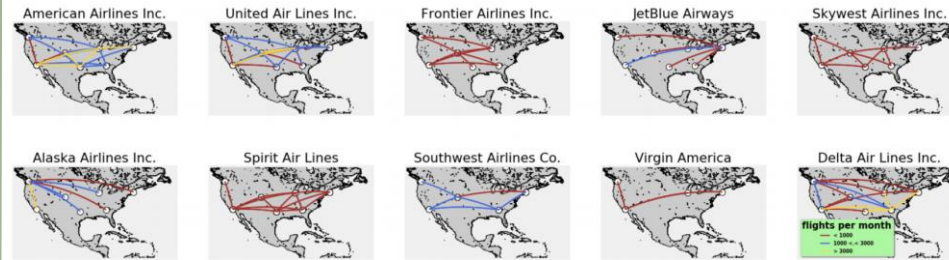 American Airlines Inc.
United Air Lines Inc.
Frontier Airlines Inc.
JetBlue Airways
Skywest Airlines Inc.
Alaska Airlines Inc.
Spirit Air Lines
Southwest Airlines Co.
Virgin America
Delta Air Lines Inc.
flights per month
< 1000
1000 <.< 3000
> 3000